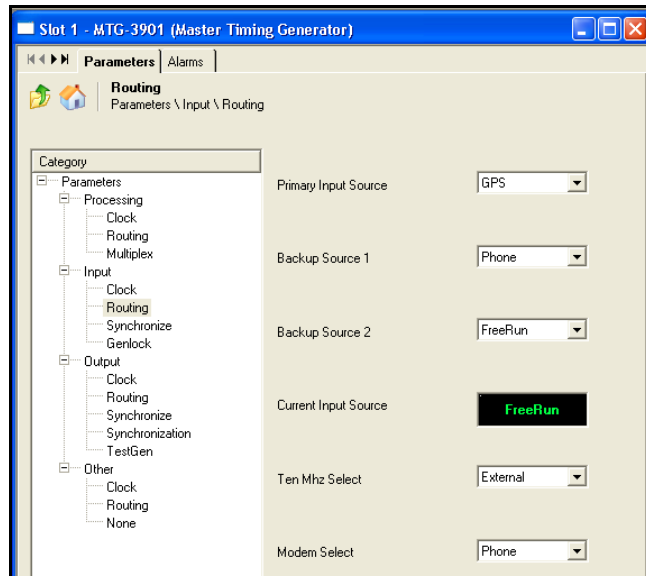 Slot 1 - MTG-3901 (Master Timing Generator)
Parameters Alarms
Routing
Parameters \ Input \ Routing
Category
Parameters
Processing
Clock
Routing
Multiplex
Input
Clock
Routing
Synchronize
Genlock
Output
Clock
Routing
Synchronize
Synchronization
TestGen
Other
Clock
Routing
None
Primary Input Source GPS
Backup Source 1 Phone
Backup Source 2 FreeRun
Current Input Source FreeRun
Ten Mhz Select External
Modem Select Phone